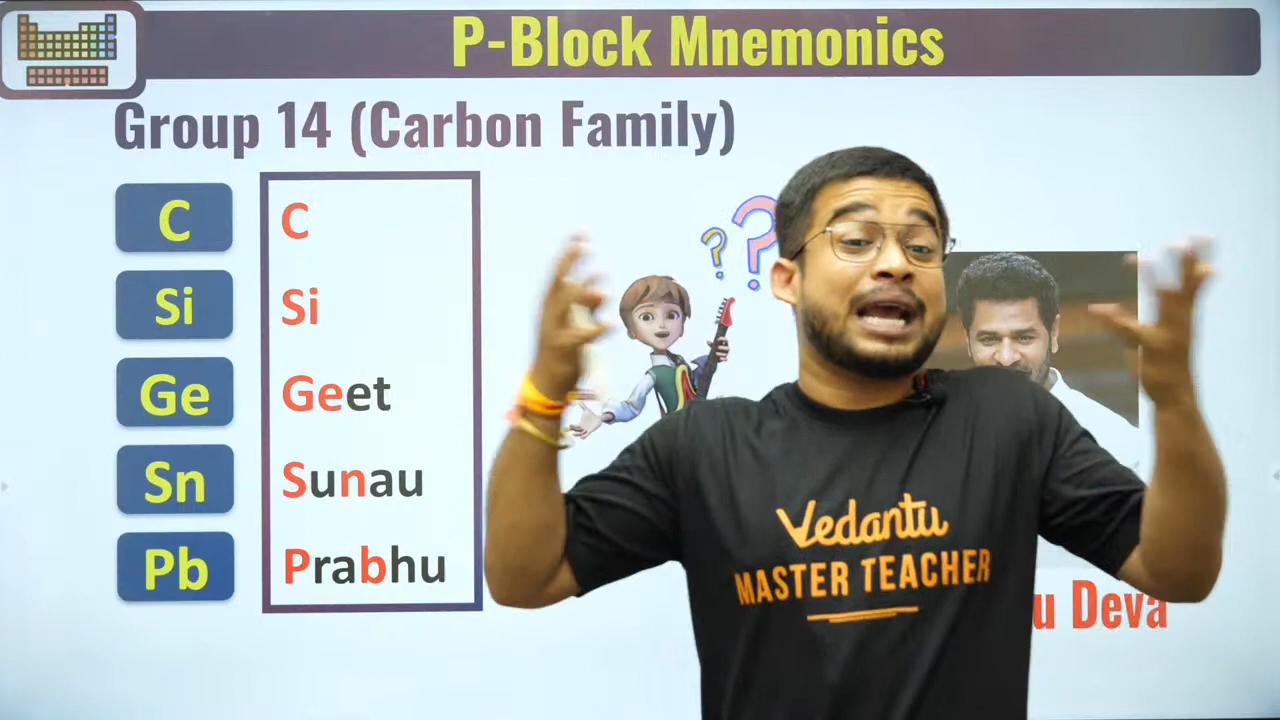 P-Block Mnemonics
Group 14 (Carbon Family)
C C
Si Si
Ge Geet
Sn Sunau
Pb Prabhu
? ?
Vedantu
MASTER TEACHER
Deva